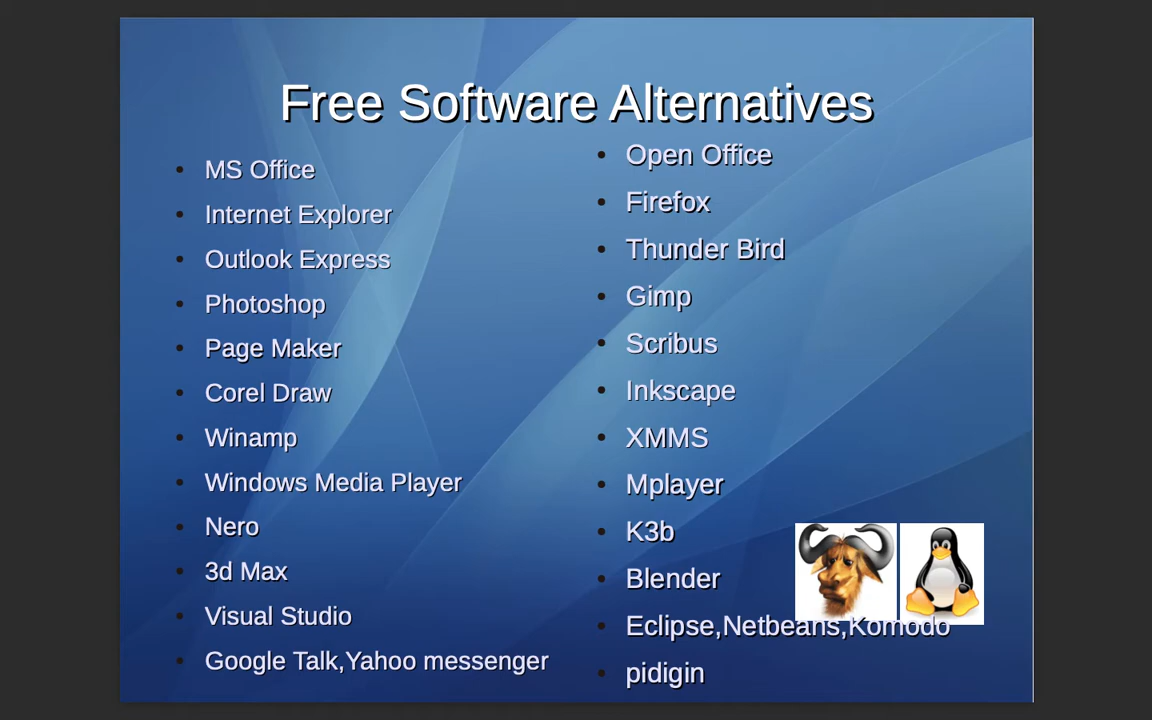 Free Software Alternatives
MS Office
Internet Explorer
Outlook Express
Photoshop
Page Maker
Corel Draw
Winamp
Windows Media Player
Nero
3d Max
Visual Studio
Google Talk,Yahoo messenger
Open Office
Firefox
Thunder Bird
Gimp
Scribus
Inkscape
XMMS
Mplayer
K3b
Blender
Eclipse,Netbeans,Komodo
pidigin